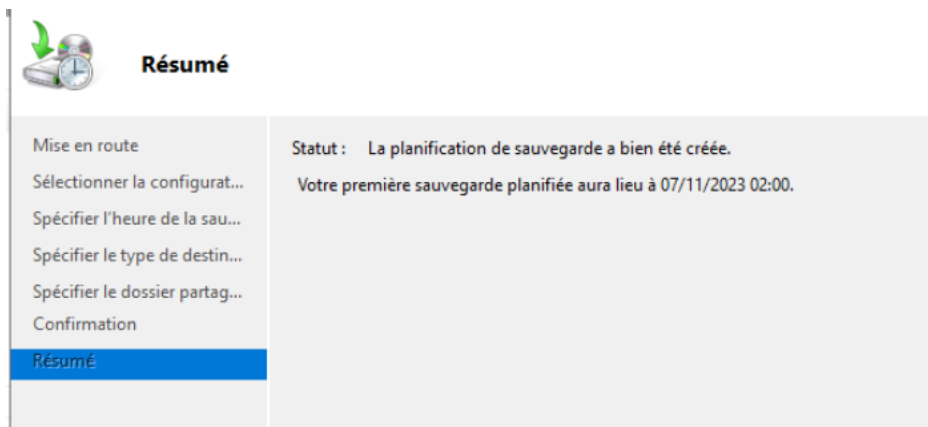 Résumé
Mise en route
Sélectionner la configurat...
Spécifier l'heure de la sau...
Spécifier le type de destin...
Spécifier le dossier partag...
Confirmation
Résumé
Statut : La planification de sauvegarde a bien été créée.
Votre première sauvegarde planifiée aura lieu à 07/11/2023 02:00.